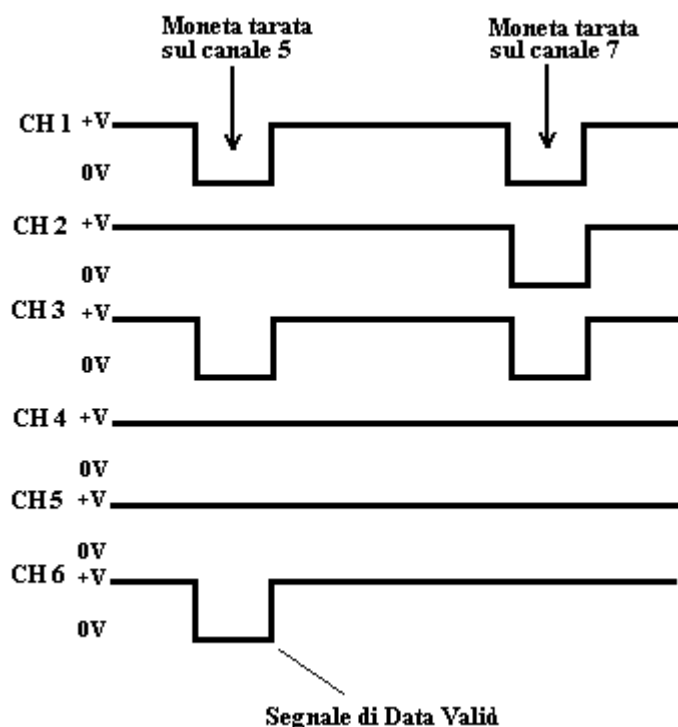 Moneta tarata
sul canale 5
Moneta tarata
sul canale 7
CH 1 +V
0V
CH 2 +V
0V
CH 3 +V
0V
CH 4 +V
0V
CH 5 +V
0V
CH 6 +V
0V
Segnale di Data Valid